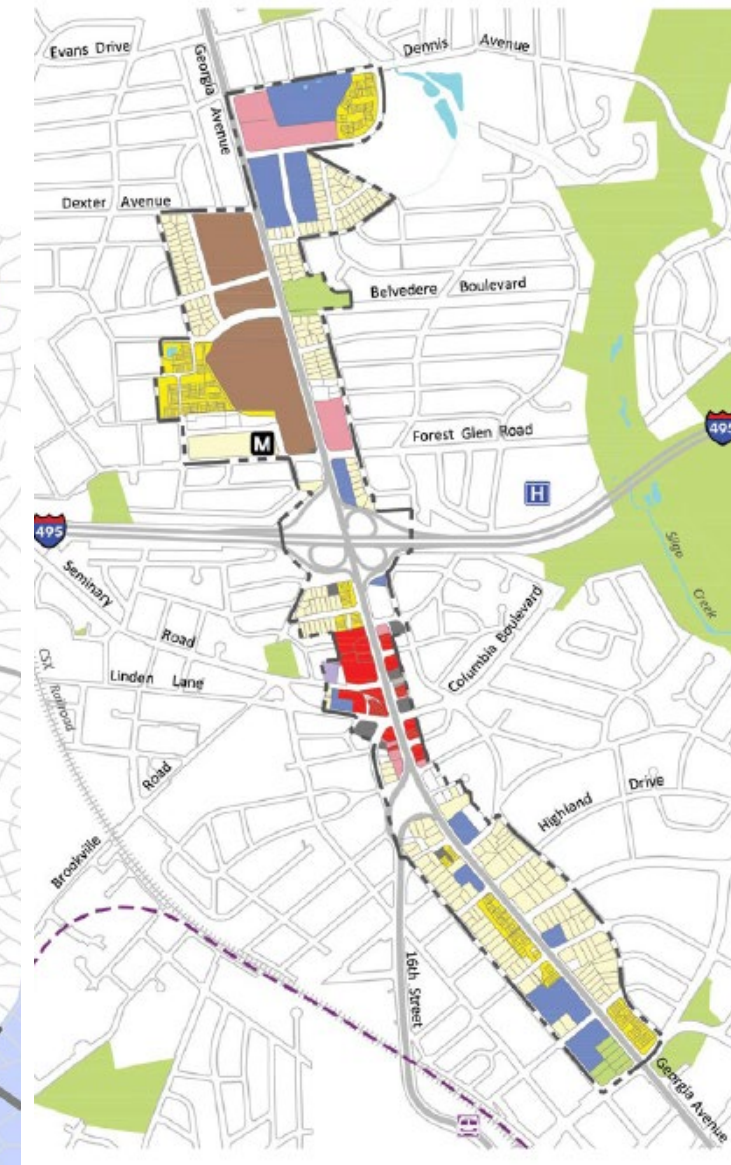 Evans Drive
Georgia Avenue
Dennis Avenue
Dexter Avenue
Belvedere Boulevard
Forest Glen Road
M
495
H
495
Sligo Creek
Seminary Road
Columbia Boulevard
Linden Lane
CSX Railroad
Brookville Road
Highland Drive
16th Street
Georgia Avenue